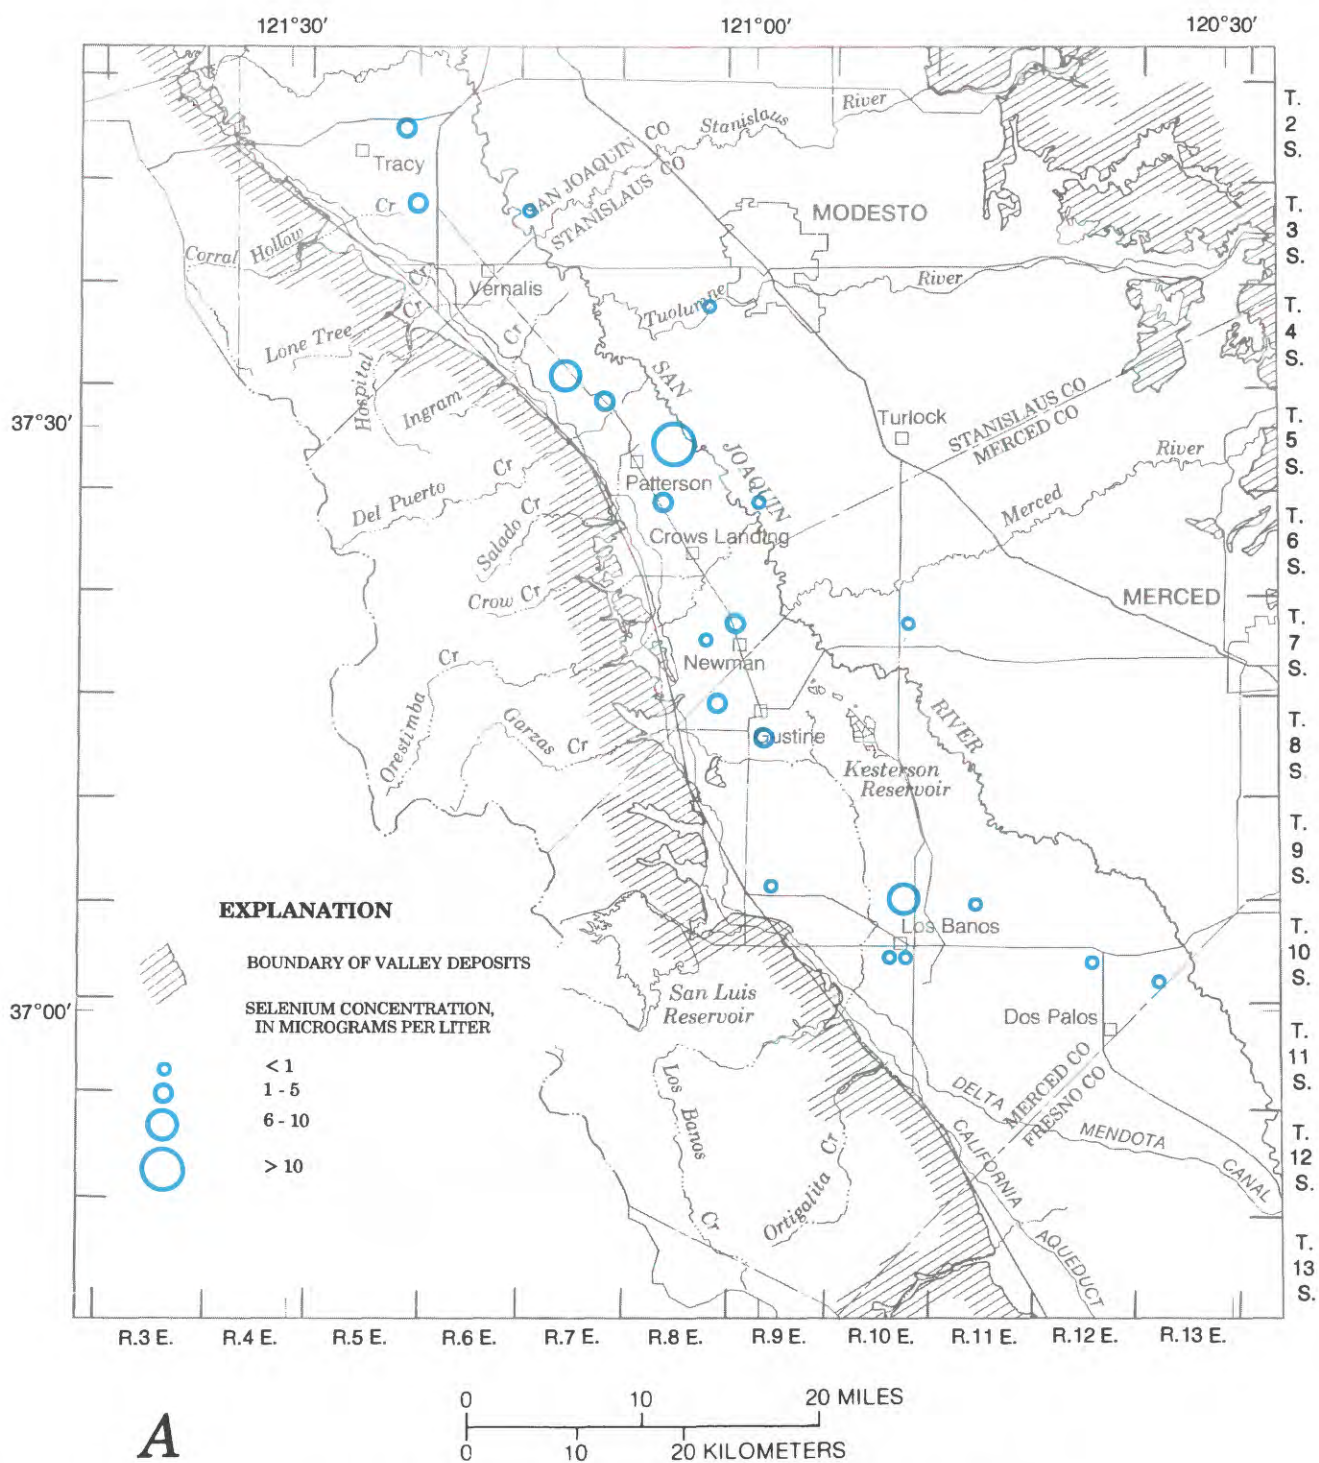 121°30'
121°00'
120°30'
T.
2
S.
River
Stanislaus
SAN JOAQUIN CO
STANISLAUS CO
Tracy
Cr
T.
3
S.
MODESTO
Corral Hollow
Cr
Vernalis
River
Cr
Tuolumne
T.
4
S.
Lone Tree
Cr
Hospital
SAN
Ingram
37°30'
Turlock
STANISLAUS CO
MERCED CO
T.
5
S.
JOAQUIN
River
Patterson
Cr
Del Puerto
Merced
Salado Cr
Crows Landing
T.
6
S.
Crow Cr
MERCED
T.
7
S.
Cr
Newman
Orestimba
Garzas
Cr
RIVER
Gustine
T.
8
S.
Kesterson
Reservoir
T.
9
S.
EXPLANATION
Los Banos
T.
10
S.
BOUNDARY OF VALLEY DEPOSITS
SELENIUM CONCENTRATION,
IN MICROGRAMS PER LITER
San Luis
Reservoir
37°00'
Dos Palos
T.
11
S.
< 1
1 - 5
6 - 10
> 10
Los Banos
Cr
DELTA
MENDOTA
CANAL
MERCED CO
FRESNO CO
T.
12
S.
CALIFORNIA
AQUEDUCT
Ortigalita Cr
T.
13
S.
R.3 E. R.4 E. R.5 E. R.6 E. R.7 E. R.8 E. R.9 E. R.10 E. R.11 E. R.12 E. R.13 E.
0 10 20 MILES
0 10 20 KILOMETERS
A